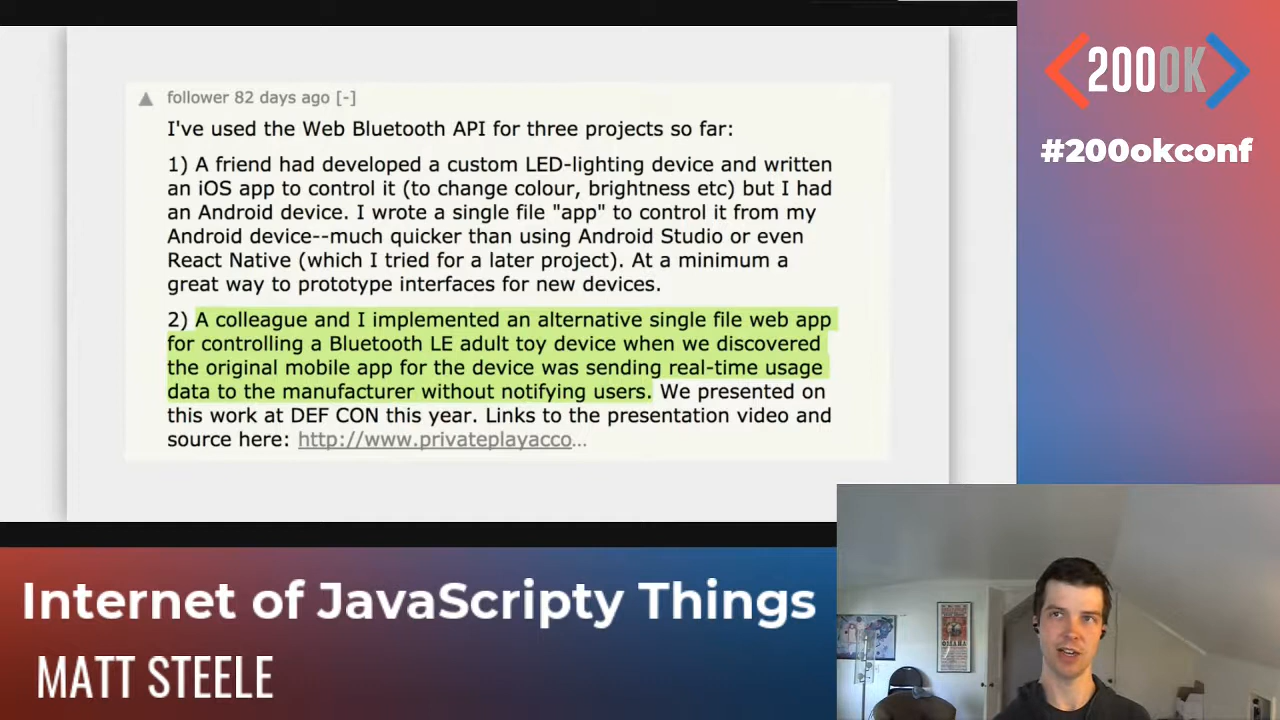 follower 82 days ago [-]
I've used the Web Bluetooth API for three projects so far:
1) A friend had developed a custom LED-lighting device and written
an iOS app to control it (to change colour, brightness etc) but I had
an Android device. I wrote a single file "app" to control it from my
Android device--much quicker than using Android Studio or even
React Native (which I tried for a later project). At a minimum a
great way to prototype interfaces for new devices.
2) A colleague and I implemented an alternative single file web app
for controlling a Bluetooth LE adult toy device when we discovered
the original mobile app for the device was sending real-time usage
data to the manufacturer without notifying users. We presented on
this work at DEF CON this year. Links to the presentation video and
source here: http://www.privateplayacco...
200OK
#200okconf
Internet of JavaScripty Things
MATT STEELE